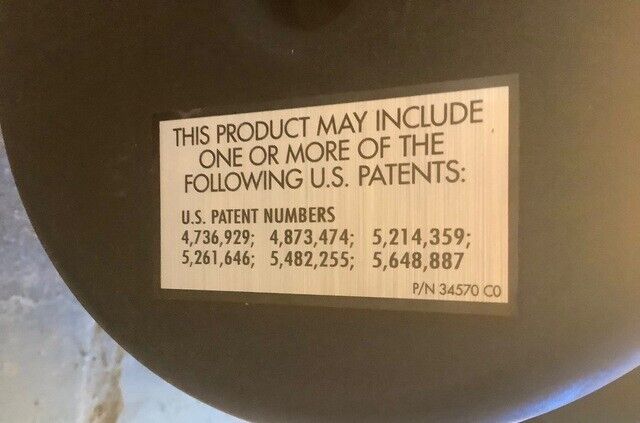 THIS PRODUCT MAY INCLUDE
ONE OR MORE OF THE
FOLLOWING U.S. PATENTS:
U.S. PATENT NUMBERS
4,736,929; 4,873,474; 5,214,359;
5,261,646; 5,482,255; 5,648,887
P/N 34570 C0